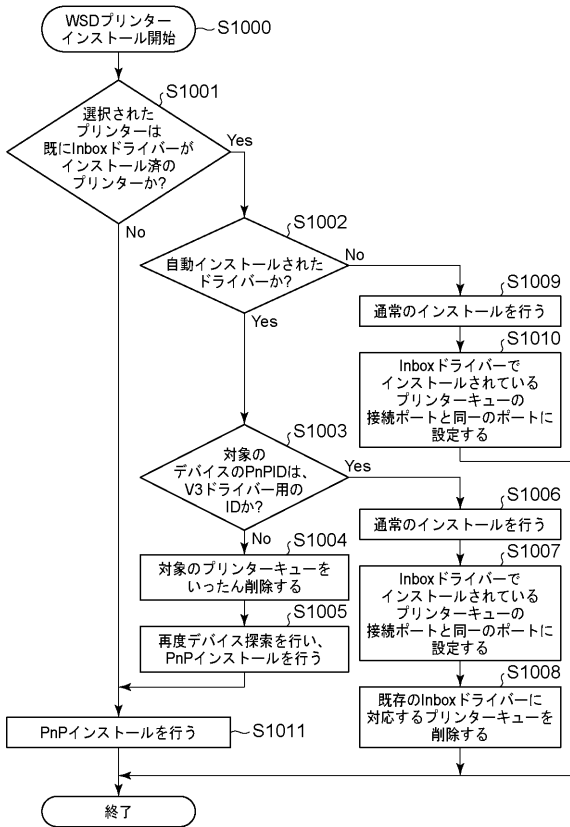 WSDプリンター
インストール開始
S1000
S1001
選択された
プリンターは
既にInboxドライバーが
インストール済の
プリンターか?
Yes
No
S1002
自動インストールされた
ドライバーか?
No
Yes
S1009
通常のインストールを行う
S1010
Inboxドライバーで
インストールされている
プリンターキューの
接続ポートと同一のポートに
設定する
S1003
対象の
デバイスのPnPIDは、
V3ドライバー用の
IDか?
Yes
No
S1006
通常のインストールを行う
S1004
対象のプリンターキューを
いったん削除する
S1007
Inboxドライバーで
インストールされている
プリンターキューの
接続ポートと同一のポートに
設定する
S1005
再度デバイス探索を行い、
PnPインストールを行う
S1008
既存のInboxドライバーに
対応するプリンターキューを
削除する
PnPインストールを行う
S1011
終了